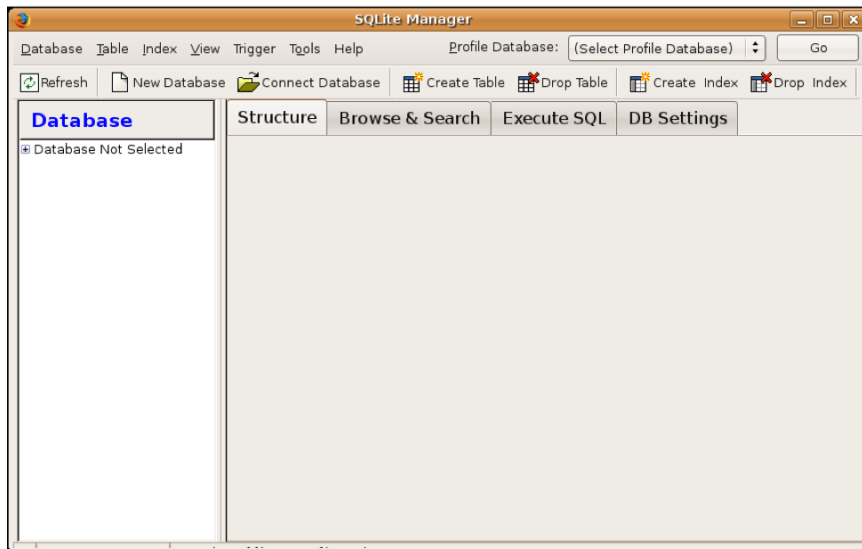 SQLite Manager
Database Table Index View Trigger Tools Help Profile Database: (Select Profile Database) Go
Refresh New Database Connect Database Create Table Drop Table Create Index Drop Index
Database
Structure Browse & Search Execute SQL DB Settings
Database Not Selected